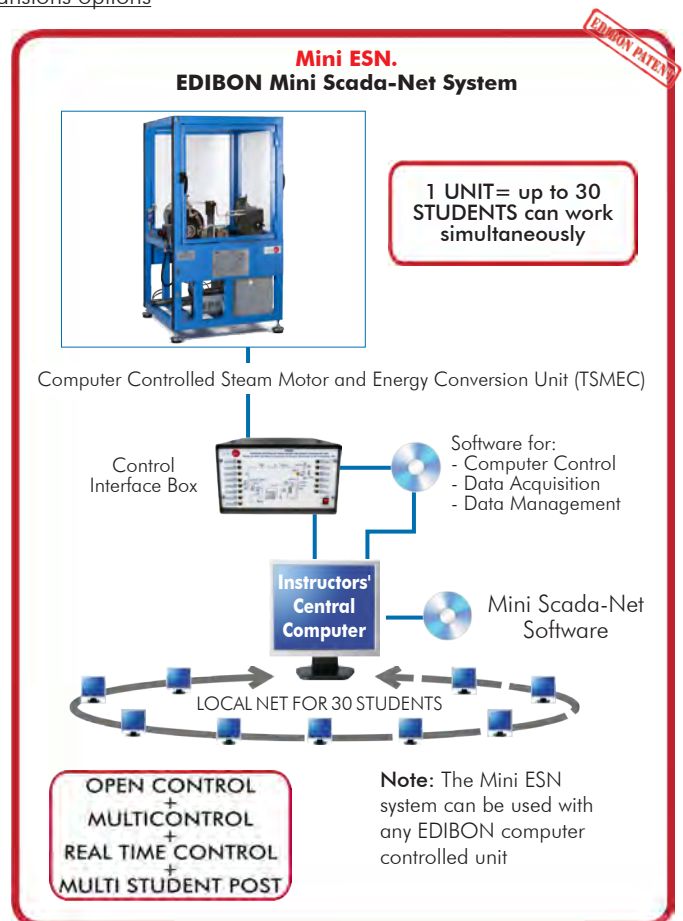 EDIBON PATENT
Mini ESN.
EDIBON Mini Scada-Net System
1 UNIT= up to 30
STUDENTS can work
simultaneously
Computer Controlled Steam Motor and Energy Conversion Unit (TSMEC)
Control
Interface Box
Software for:
- Computer Control
- Data Acquisition
- Data Management
Instructors'
Central
Computer
Mini Scada-Net
Software
LOCAL NET FOR 30 STUDENTS
OPEN CONTROL
+
MULTICONTROL
+
REAL TIME CONTROL
+
MULTI STUDENT POST
Note: The Mini ESN
system can be used with
any EDIBON computer
controlled unit